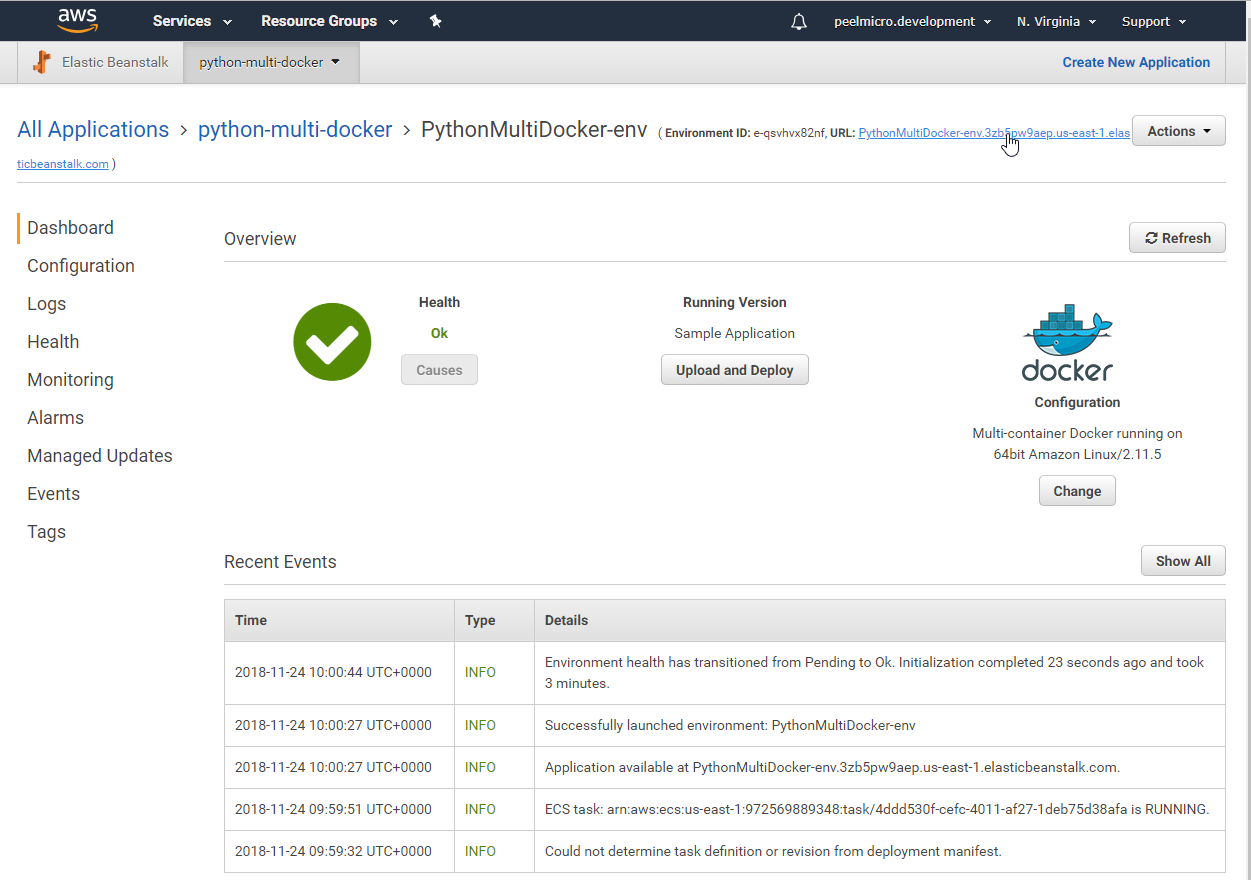 aws
Services
Resource Groups
peelmicro.development
N. Virginia
Support
Elastic Beanstalk
python-multi-docker
Create New Application
All Applications > python-multi-docker > PythonMultiDocker-env ( Environment ID: e-qsvhvx82nf, URL: PythonMultiDocker-env.3zb5pw9aep.us-east-1.elas
ticbeanstalk.com )
Actions
Dashboard
Configuration
Logs
Health
Monitoring
Alarms
Managed Updates
Events
Tags
Overview
Refresh
Health
Ok
Causes
Running Version
Sample Application
Upload and Deploy
docker
Configuration
Multi-container Docker running on
64bit Amazon Linux/2.11.5
Change
Recent Events
Show All
Time Type Details
2018-11-24 10:00:44 UTC+0000 INFO Environment health has transitioned from Pending to Ok. Initialization completed 23 seconds ago and took
3 minutes.
2018-11-24 10:00:27 UTC+0000 INFO Successfully launched environment: PythonMultiDocker-env
2018-11-24 10:00:27 UTC+0000 INFO Application available at PythonMultiDocker-env.3zb5pw9aep.us-east-1.elasticbeanstalk.com.
2018-11-24 09:59:51 UTC+0000 INFO ECS task: arn:aws:ecs:us-east-1:972569889348:task/4ddd530f-cefc-4011-af27-1deb75d38afa is RUNNING.
2018-11-24 09:59:32 UTC+0000 INFO Could not determine task definition or revision from deployment manifest.